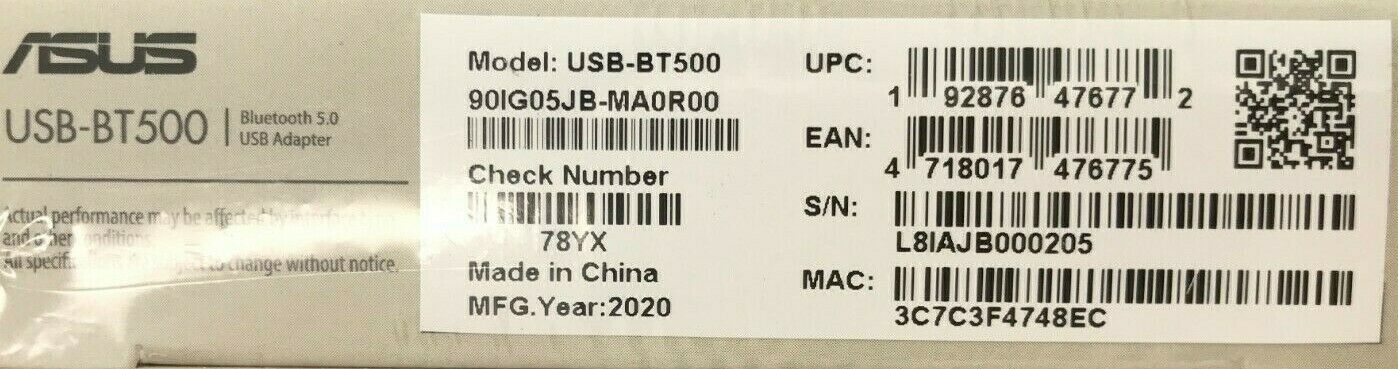 ASUS
USB-BT500
Bluetooth 5.0
USB Adapter
Actual performance may be affected by
and other conditions
All to change without notice.
Model: USB-BT500
90IG05JB-MA0R00
Check Number
78YX
Made in China
MFG.Year:2020
UPC:
1 92876 47677 2
EAN:
4 718017 476775
S/N:
L8IAJB000205
MAC:
3C7C3F4748EC